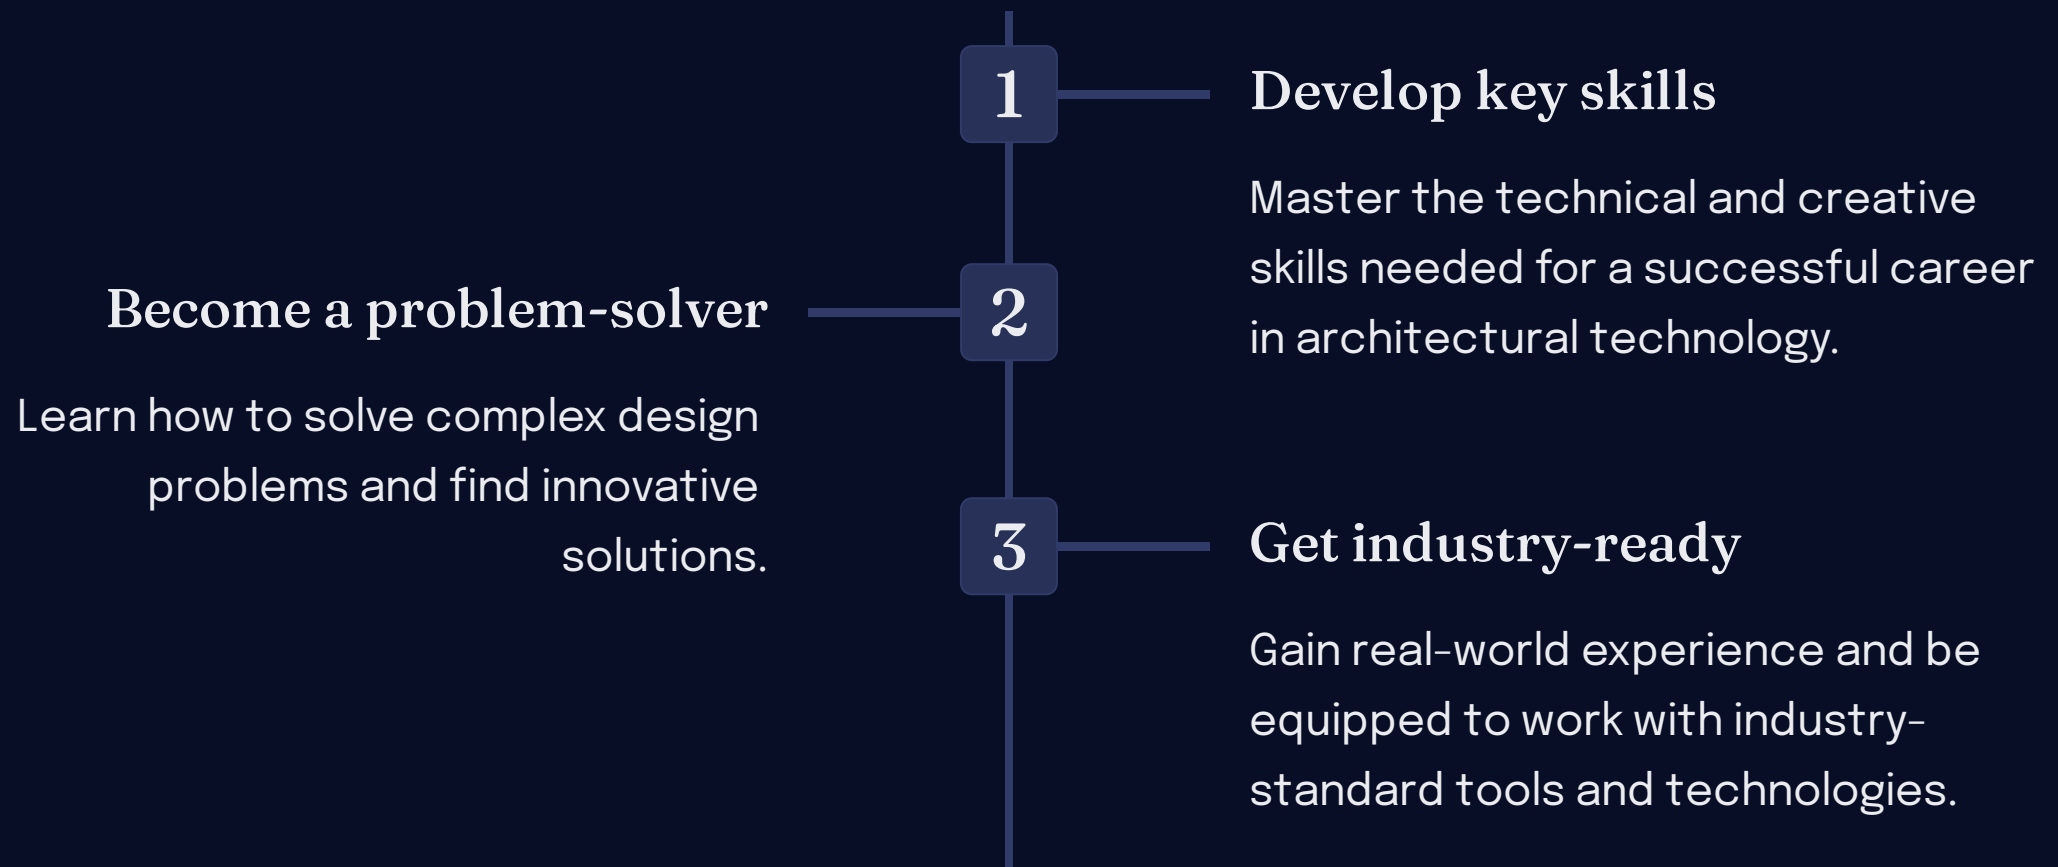 1
Develop key skills
Master the technical and creative
skills needed for a successful career
in architectural technology.
2
Become a problem-solver
Learn how to solve complex design
problems and find innovative
solutions.
3
Get industry-ready
Gain real-world experience and be
equipped to work with industry-
standard tools and technologies.